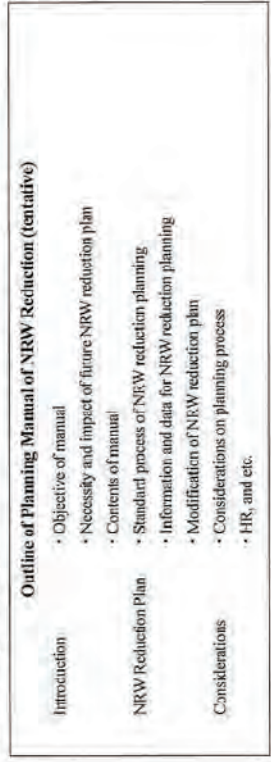 Outline of Planning Manual of NRW Reduction (tentative)
Introduction · Objective of manual
· Necessity and impact of future NRW reduction plan
· Contents of manual
NRW Reduction Plan · Standard process of NRW reduction planning
· Information and data for NRW reduction planning
· Modification of NRW reduction plan
Considerations · Considerations on planning process
· HR, and etc.